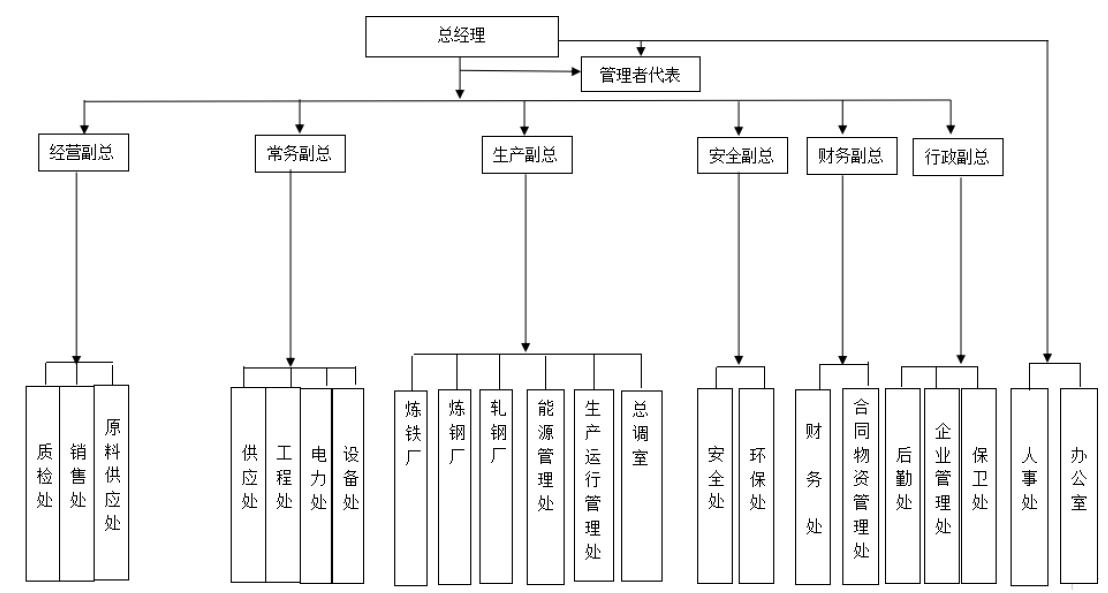 总经理
管理者代表
经营副总
常务副总
生产副总
安全副总
财务副总
行政副总
质检处
销售处
原料供应处
供应处
工程处
电力处
设备处
炼铁厂
炼钢厂
轧钢厂
能源管理处
生产运行管理处
总调室
安全处
环保处
财务处
合同物资管理处
后勤处
企业管理处
保卫处
人事处
办公室